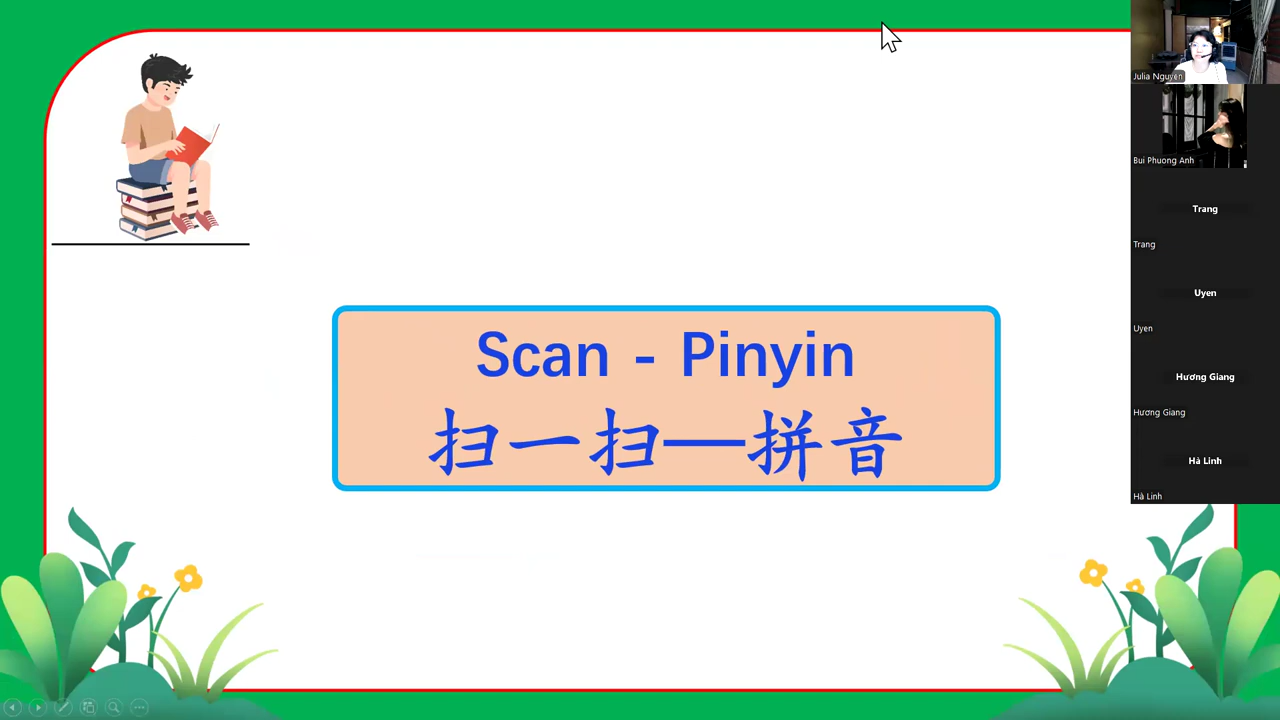 Scan - Pinyin
扫一扫—拼音
Julia Nguyen
Bui Phuong Anh
Trang
Trang
Uyen
Uyen
Hương Giang
Hương Giang
Hà Linh
Hà Linh